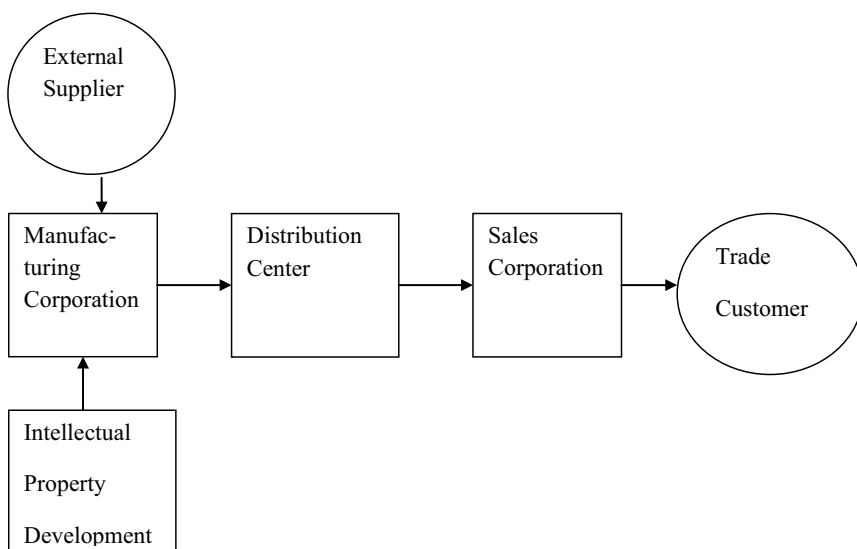 External
Supplier
Manufac-
turing
Corporation
Distribution
Center
Sales
Corporation
Trade
Customer
Intellectual
Property
Development